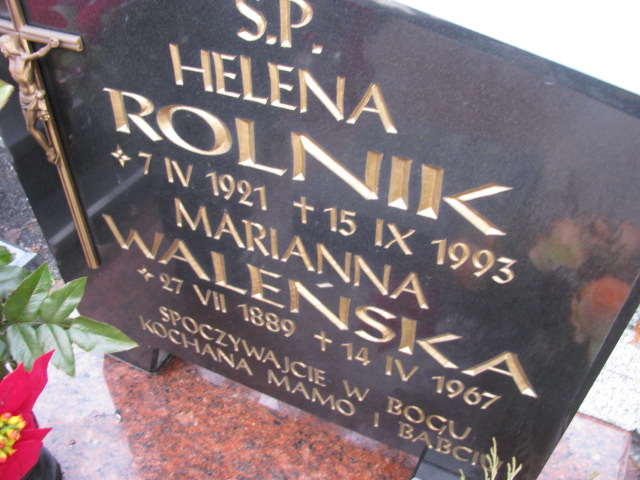 Ś.P.
HELENA
ROLNIK
* 7 IV 1921 + 15 IX 1993
MARIANNA
WALEŃSKA
* 27 VII 1889 + 14 IV 1967
SPOCZYWAJCIE W BOGU
KOCHANA MAMO I BABCIU